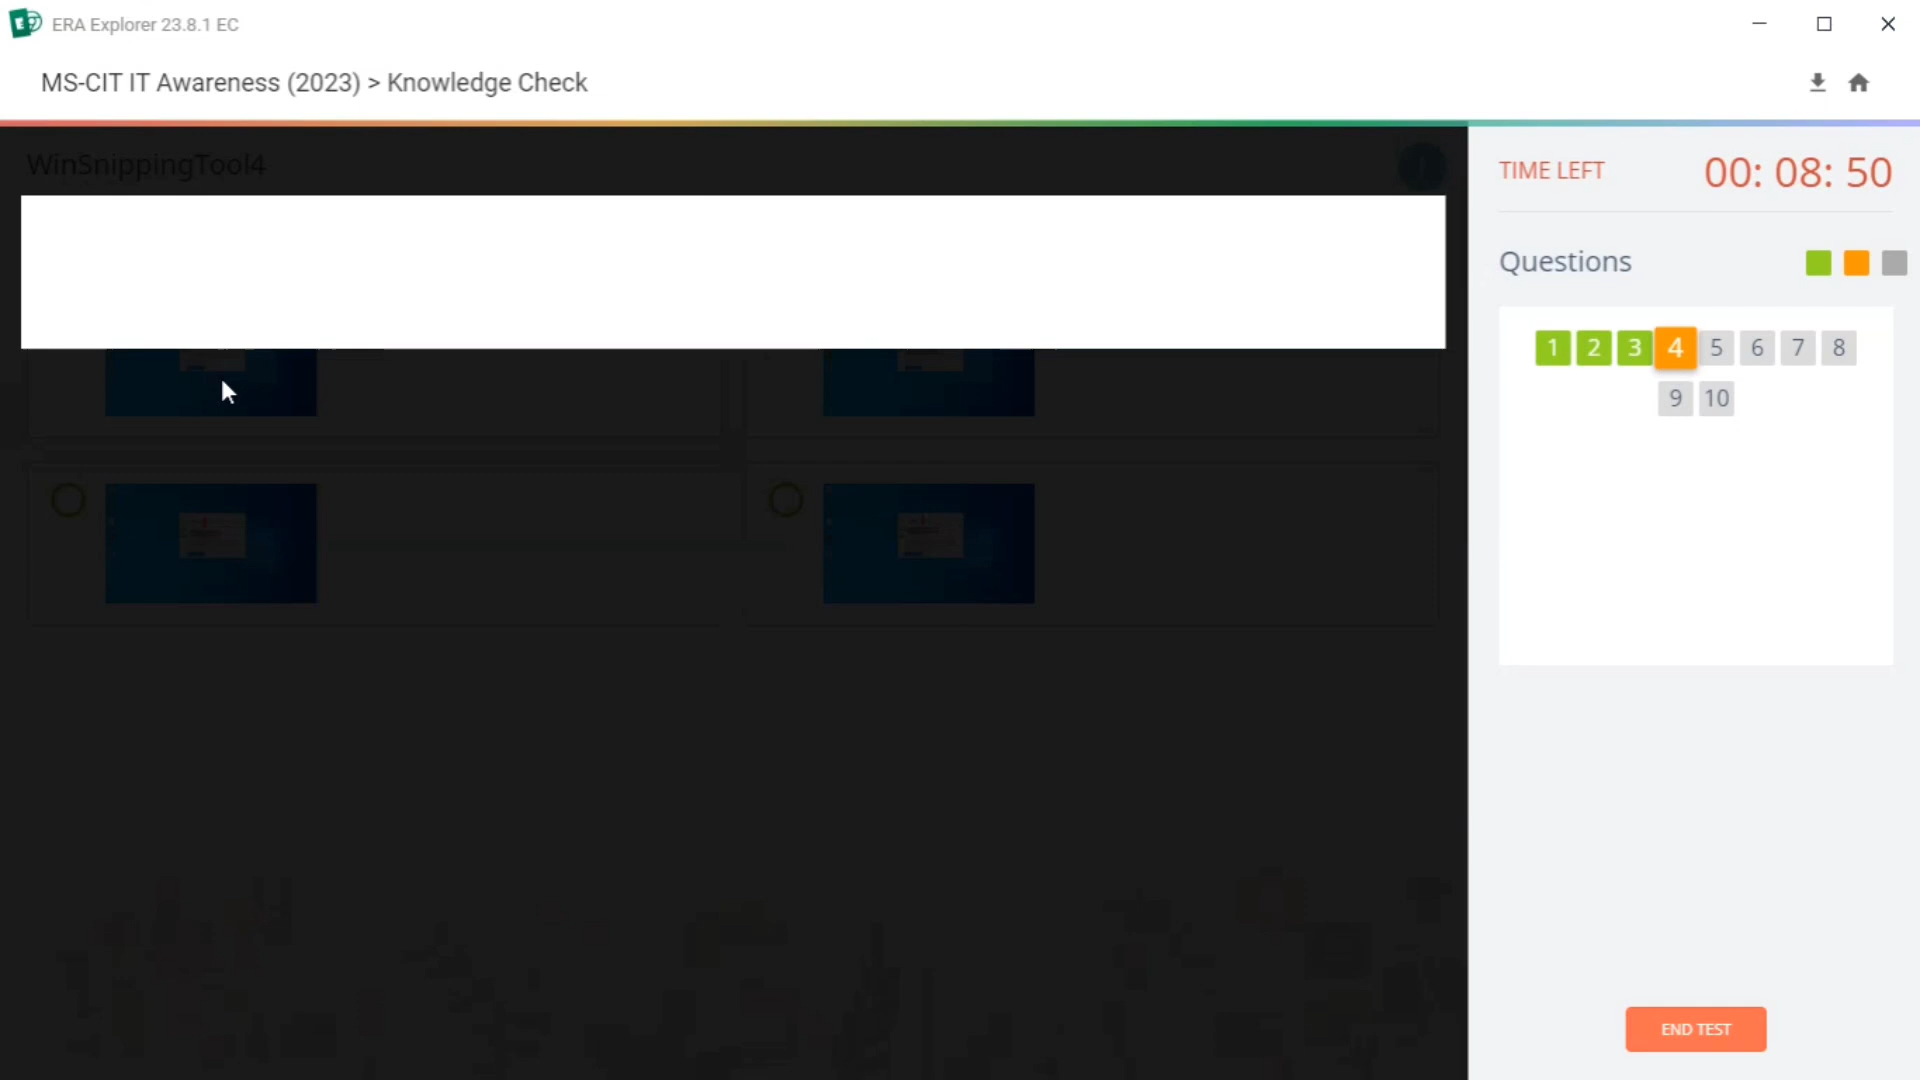 ERA Explorer 23.8.1 EC
MS-CIT IT Awareness (2023) > Knowledge Check
WinSnippingTool4
TIME LEFT 00: 08: 50
Questions
1 2 3 4 5 6 7 8
9 10
END TEST